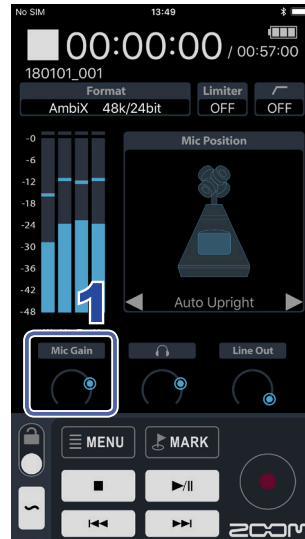 No SIM 13:49
00:00:00 / 00:57:00
180101_001
Format Limiter
AmbiX 48k/24bit OFF OFF
-0
-6
-12
-18
-24
-30
-36
-42
-48
Mic Position
Auto Upright
1
Mic Gain Line Out
MENU MARK
ZOOM